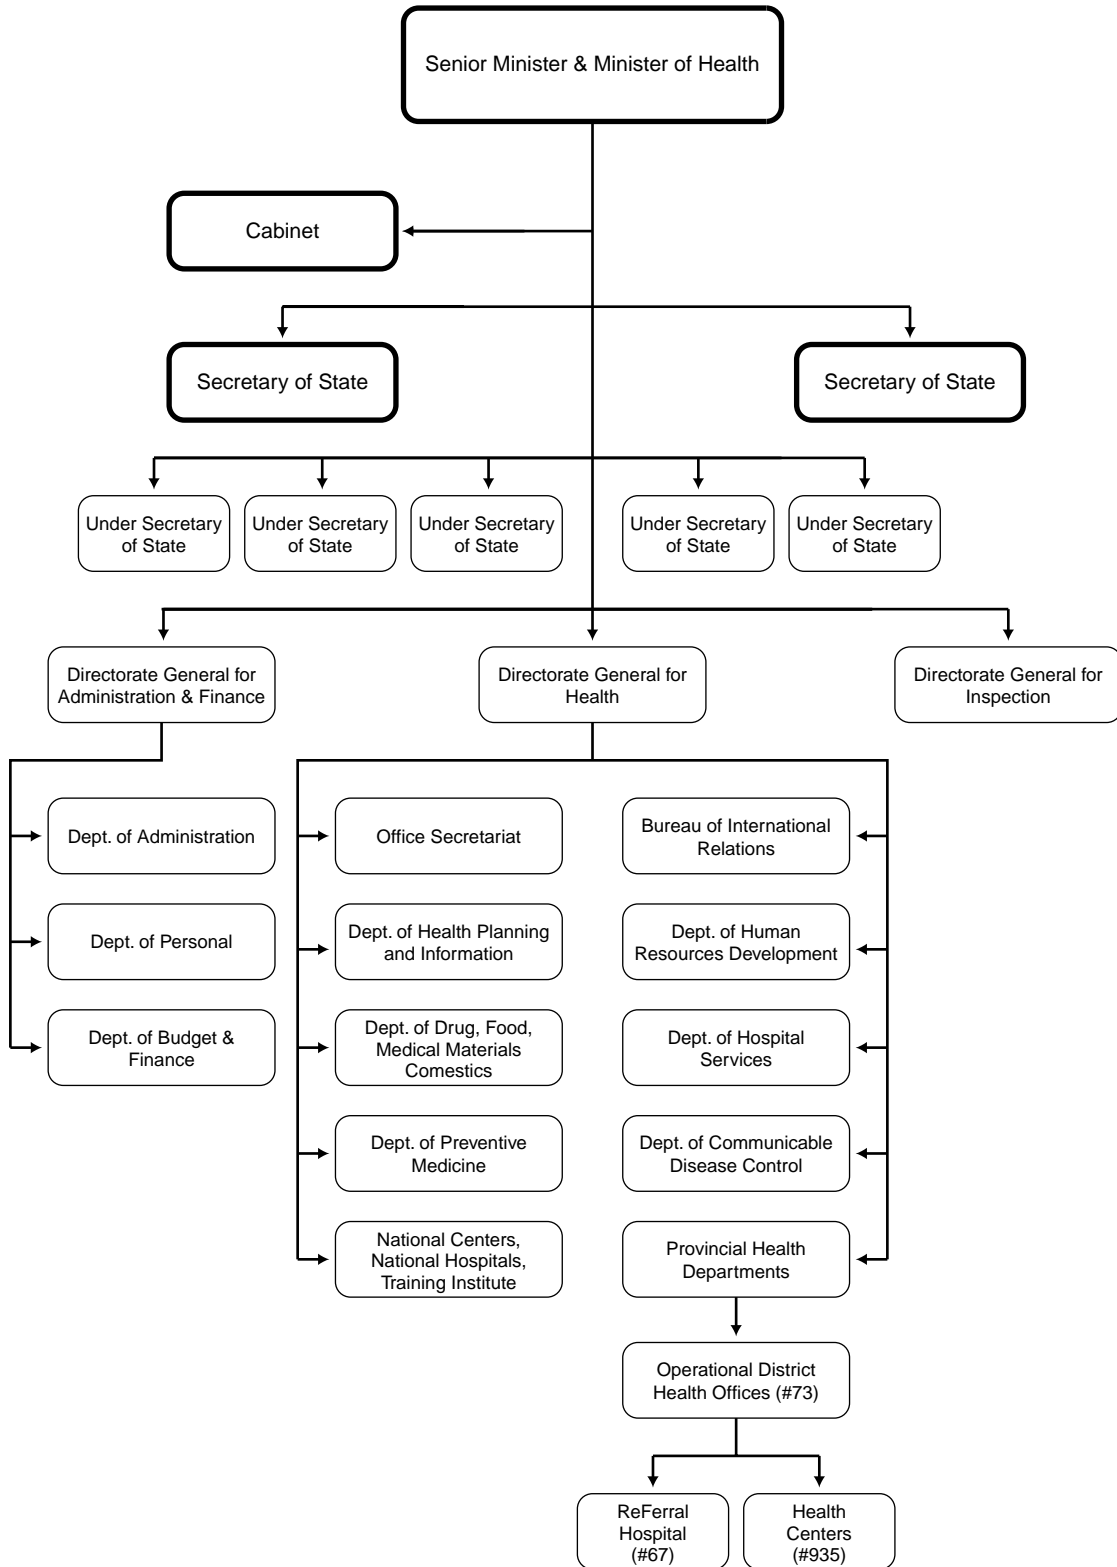 Senior Minister & Minister of Health
Cabinet
Secretary of State
Secretary of State
Under Secretary
of State
Under Secretary
of State
Under Secretary
of State
Under Secretary
of State
Under Secretary
of State
Directorate General for
Administration & Finance
Directorate General for
Health
Directorate General for
Inspection
Dept. of Administration
Dept. of Personal
Dept. of Budget &
Finance
Office Secretariat
Dept. of Health Planning
and Information
Dept. of Drug, Food,
Medical Materials
Comestics
Dept. of Preventive
Medicine
National Centers,
National Hospitals,
Training Institute
Bureau of International
Relations
Dept. of Human
Resources Development
Dept. of Hospital
Services
Dept. of Communicable
Disease Control
Provincial Health
Departments
Operational District
Health Offices (#73)
ReFerral
Hospital
(#67)
Health
Centers
(#935)